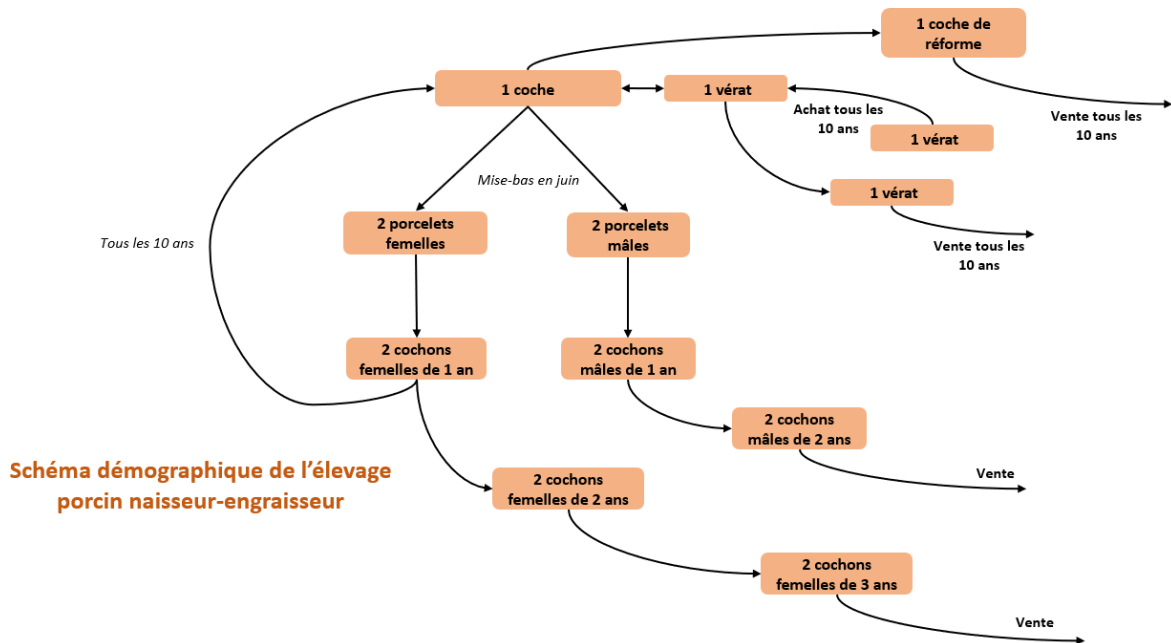 1 coche de
réforme
1 coche
1 vérat
Achat tous les
10 ans
1 vérat
Vente tous les
10 ans
Mise-bas en juin
1 vérat
2 porcelets
femelles
2 porcelets
mâles
Tous les 10 ans
Vente tous les
10 ans
2 cochons
femelles de 1 an
2 cochons
mâles de 1 an
2 cochons
mâles de 2 ans
Schéma démographique de l'élevage
porcin naisseur-engraisseur
Vente
2 cochons
femelles de 2 ans
2 cochons
femelles de 3 ans
Vente